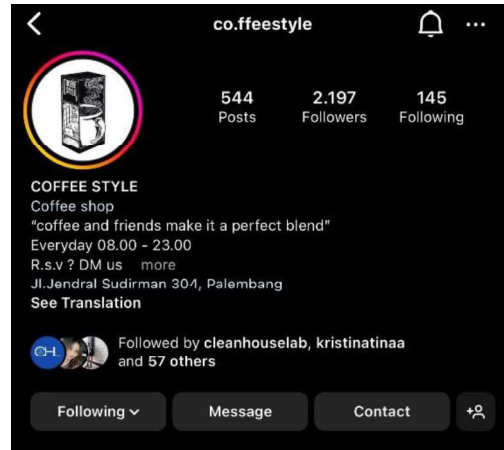 co.ffeestyle
544 2.197 145
Posts Followers Following
COFFEE STYLE
Coffee shop
“coffee and friends make it a perfect blend”
Everyday 08.00 - 23.00
R.s.v ? DM us more
Jl.Jendral Sudirman 304, Palembang
See Translation
CHL
Followed by cleanhouselab, kristinatinaa
and 57 others
Following Message Contact